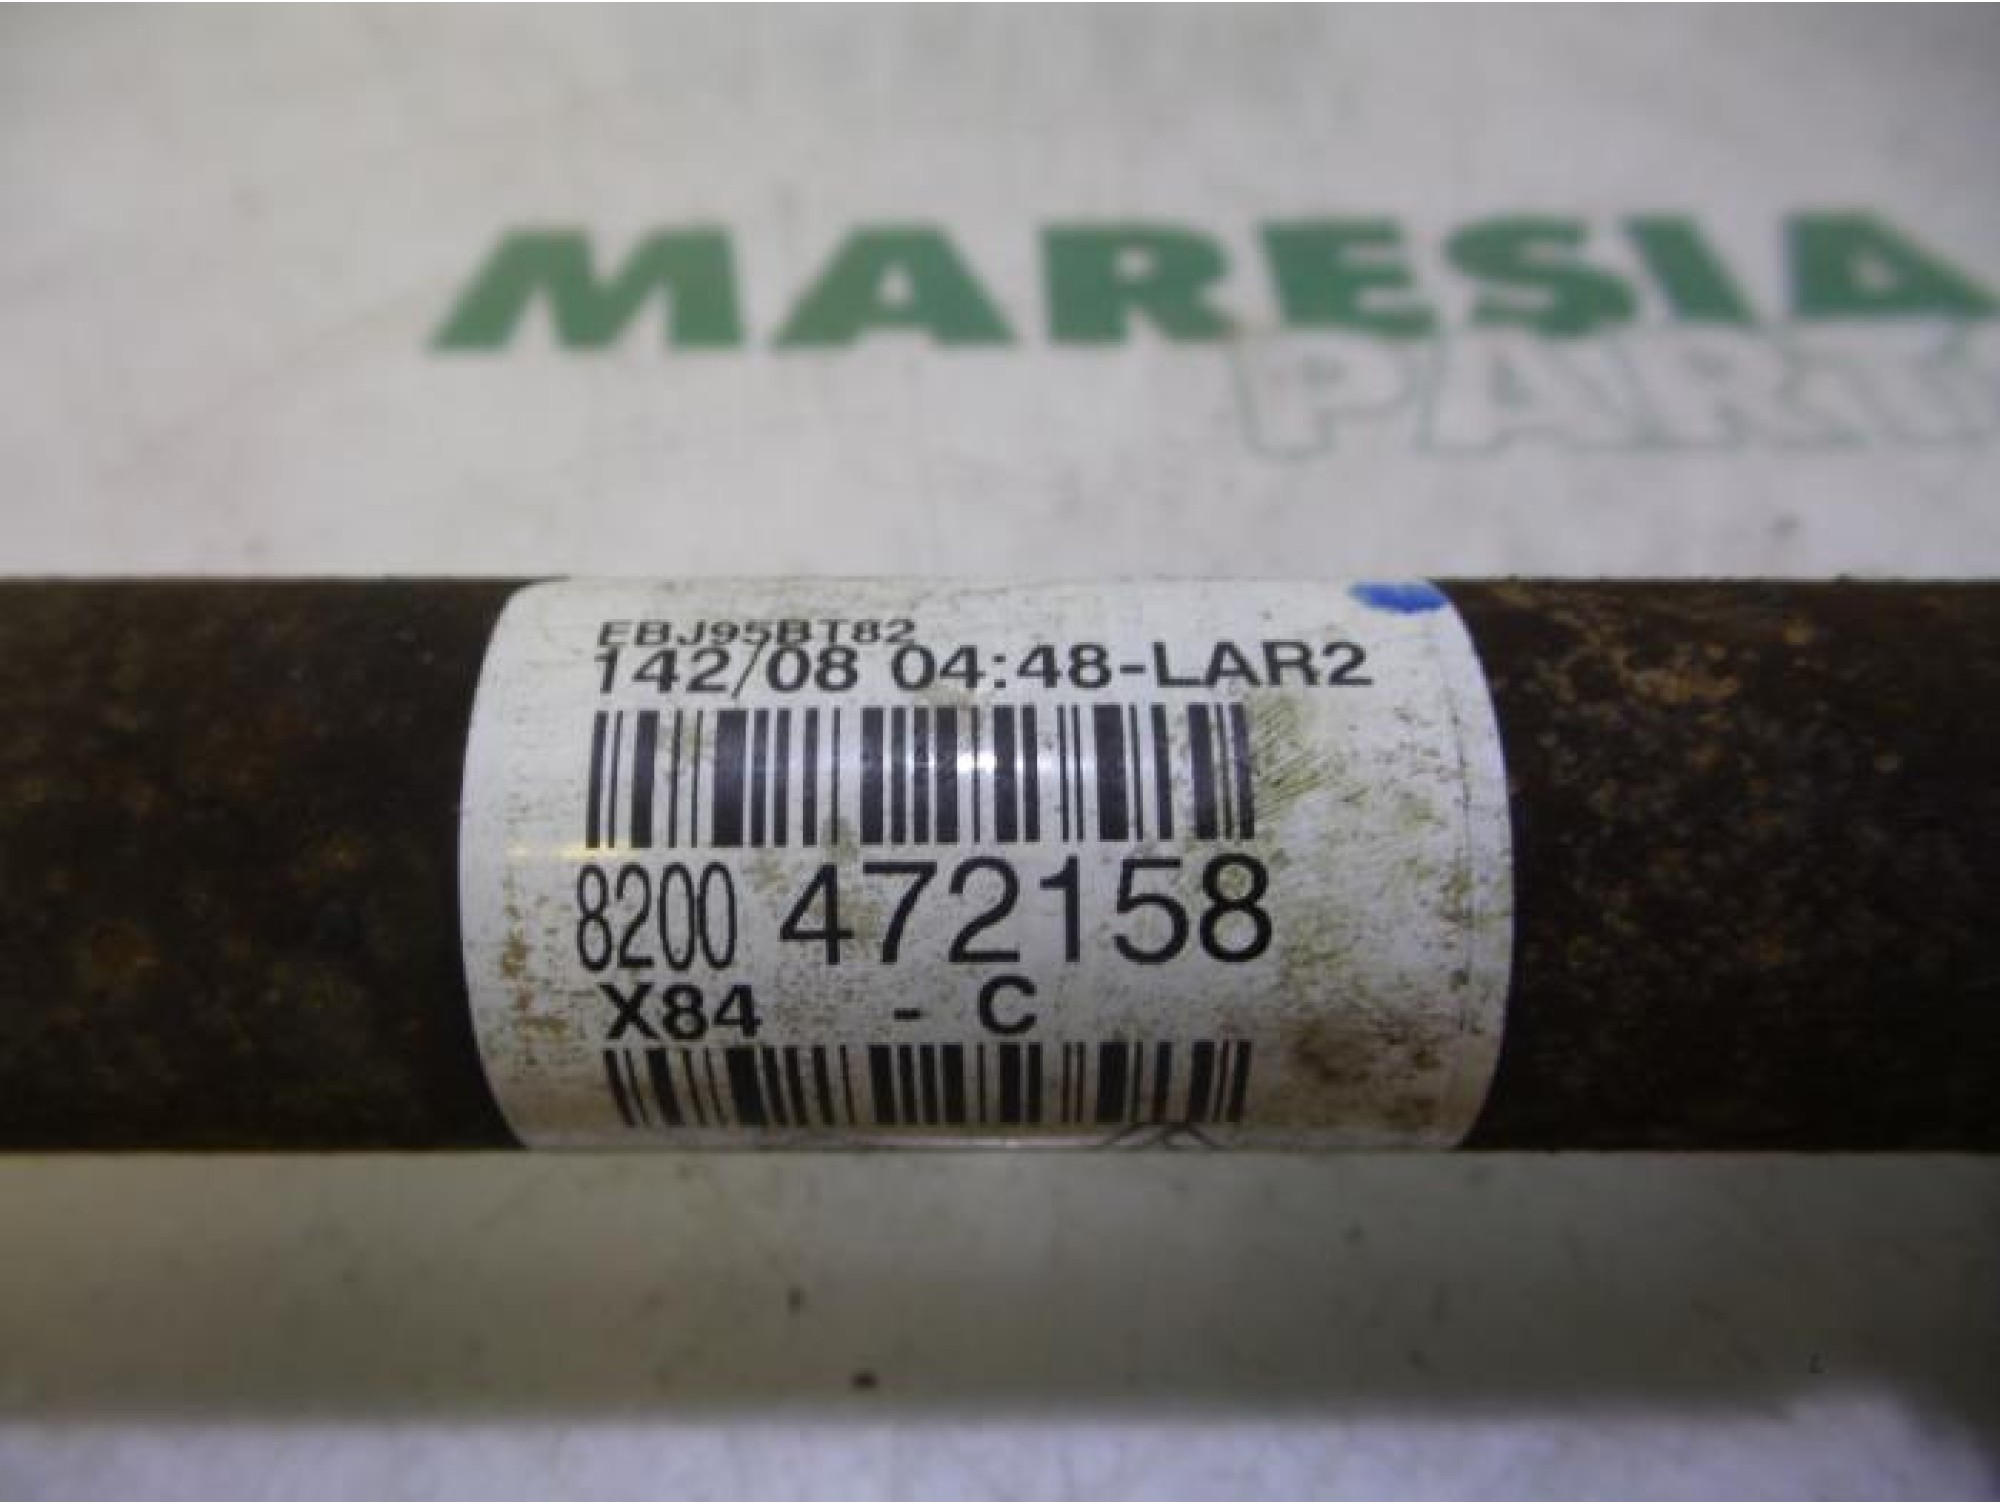 MARESIA
PARTS
EBJ95BT82
142/08 04:48-LAR2
8200 472158
X84 - C